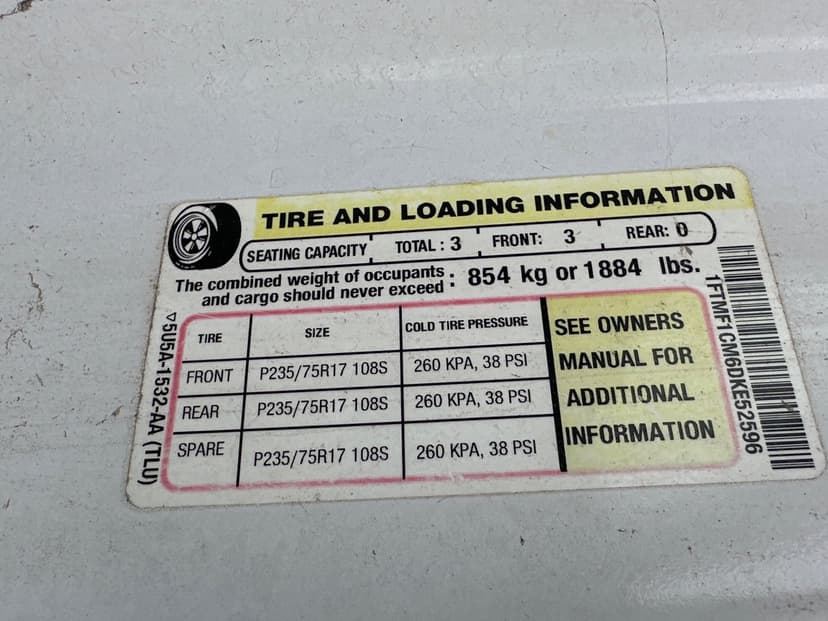 TIRE AND LOADING INFORMATION
SEATING CAPACITY TOTAL : 3 FRONT: 3 REAR: 0
The combined weight of occupants
and cargo should never exceed : 854 kg or 1884 lbs.
TIRE SIZE COLD TIRE PRESSURE
FRONT P235/75R17 108S 260 KPA, 38 PSI
REAR P235/75R17 108S 260 KPA, 38 PSI
SPARE P235/75R17 108S 260 KPA, 38 PSI
SEE OWNERS
MANUAL FOR
ADDITIONAL
INFORMATION
▽5U5A-1532-AA (TLU)
1FTMF1CM6DKE52596